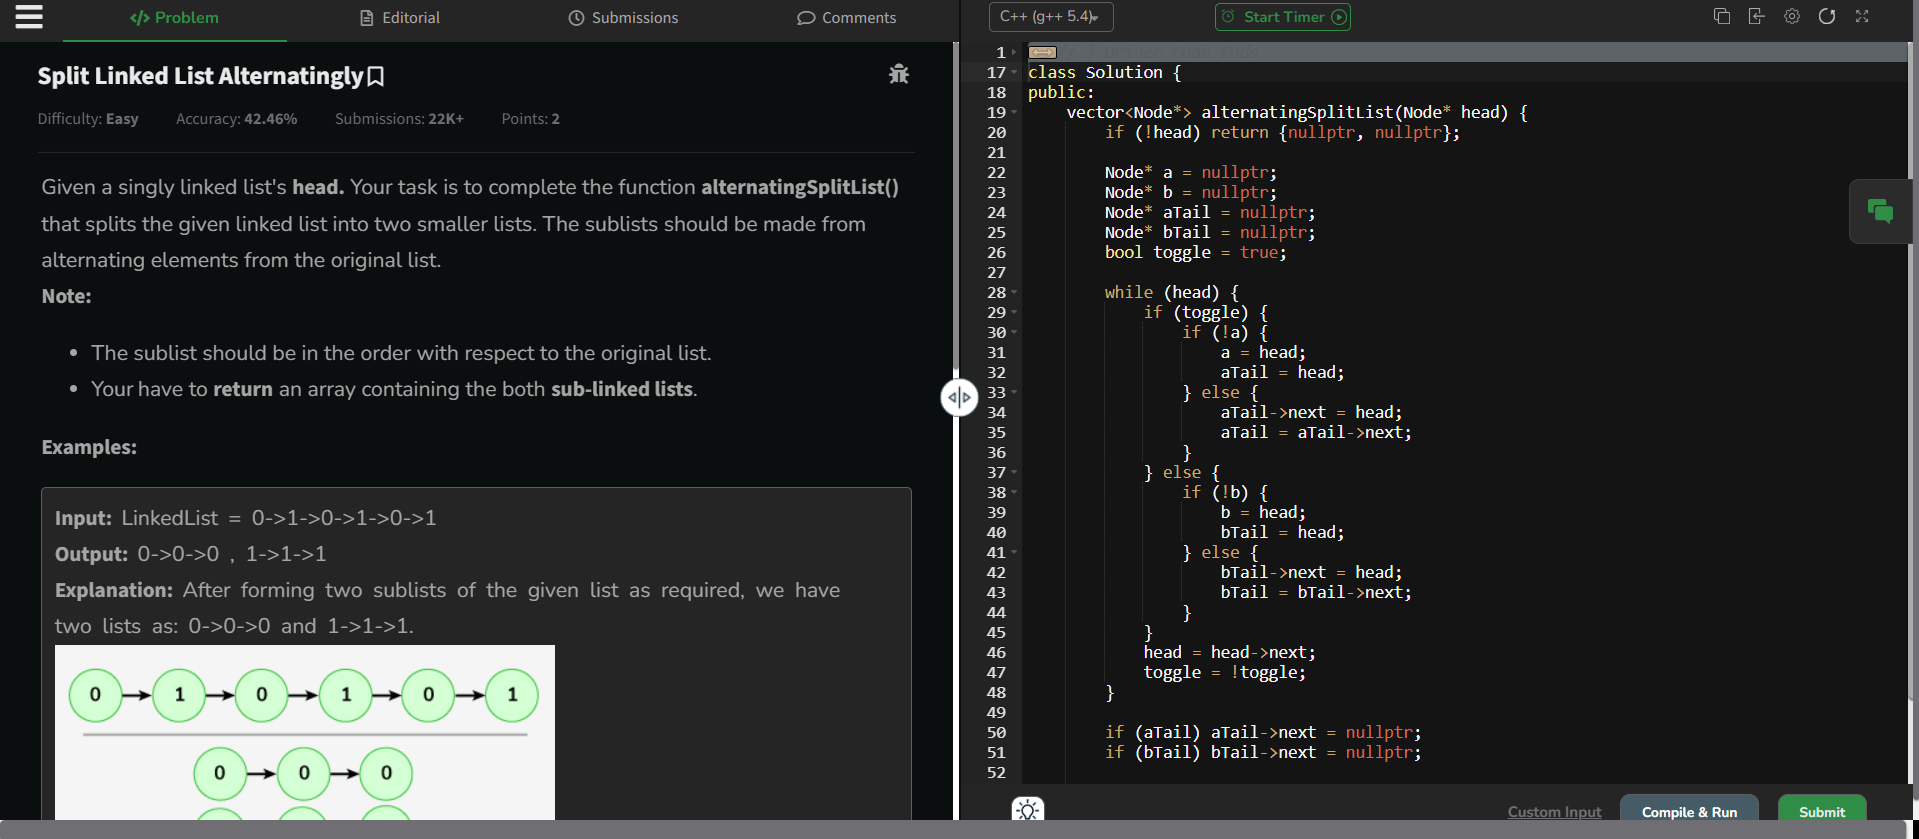 </> Problem
Editorial
Submissions
Comments
Split Linked List Alternatingly
Difficulty: Easy Accuracy: 42.46% Submissions: 22K+ Points: 2
Given a singly linked list's head. Your task is to complete the function alternatingSplitList()
that splits the given linked list into two smaller lists. The sublists should be made from
alternating elements from the original list.
Note:
• The sublist should be in the order with respect to the original list.
• Your have to return an array containing the both sub-linked lists.
Examples:
Input: LinkedList = 0->1->0->1->0->1
Output: 0->0->0 , 1->1->1
Explanation: After forming two sublists of the given list as required, we have
two lists as: 0->0->0 and 1->1->1.
0 1 0 1 0 1
0 0 0
C++ (g++ 5.4)
Start Timer
1 // } Driver Code Ends
17 class Solution {
18 public:
19     vector<Node*> alternatingSplitList(Node* head) {
20         if (!head) return {nullptr, nullptr};
21
22         Node* a = nullptr;
23         Node* b = nullptr;
24         Node* aTail = nullptr;
25         Node* bTail = nullptr;
26         bool toggle = true;
27
28         while (head) {
29             if (toggle) {
30                 if (!a) {
31                     a = head;
32                     aTail = head;
33                 } else {
34                     aTail->next = head;
35                     aTail = aTail->next;
36                 }
37             } else {
38                 if (!b) {
39                     b = head;
40                     bTail = head;
41                 } else {
42                     bTail->next = head;
43                     bTail = bTail->next;
44                 }
45             }
46             head = head->next;
47             toggle = !toggle;
48         }
49
50         if (aTail) aTail->next = nullptr;
51         if (bTail) bTail->next = nullptr;
52
Custom Input
Compile & Run
Submit